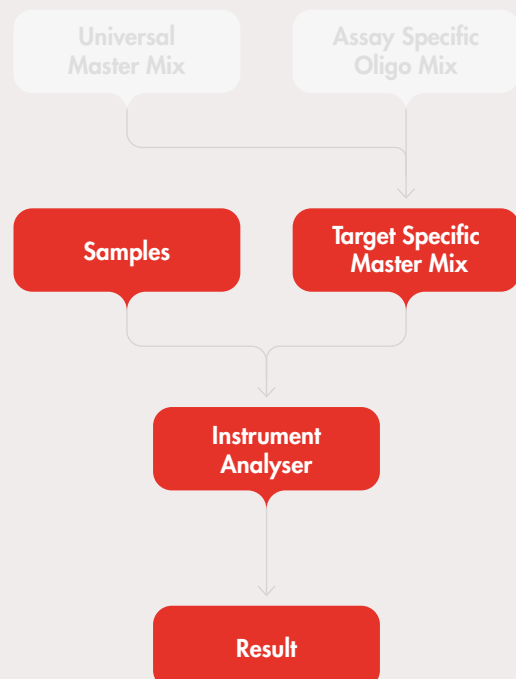 Universal
Master Mix
Assay Specific
Oligo Mix
Samples
Target Specific
Master Mix
Instrument
Analyser
Result